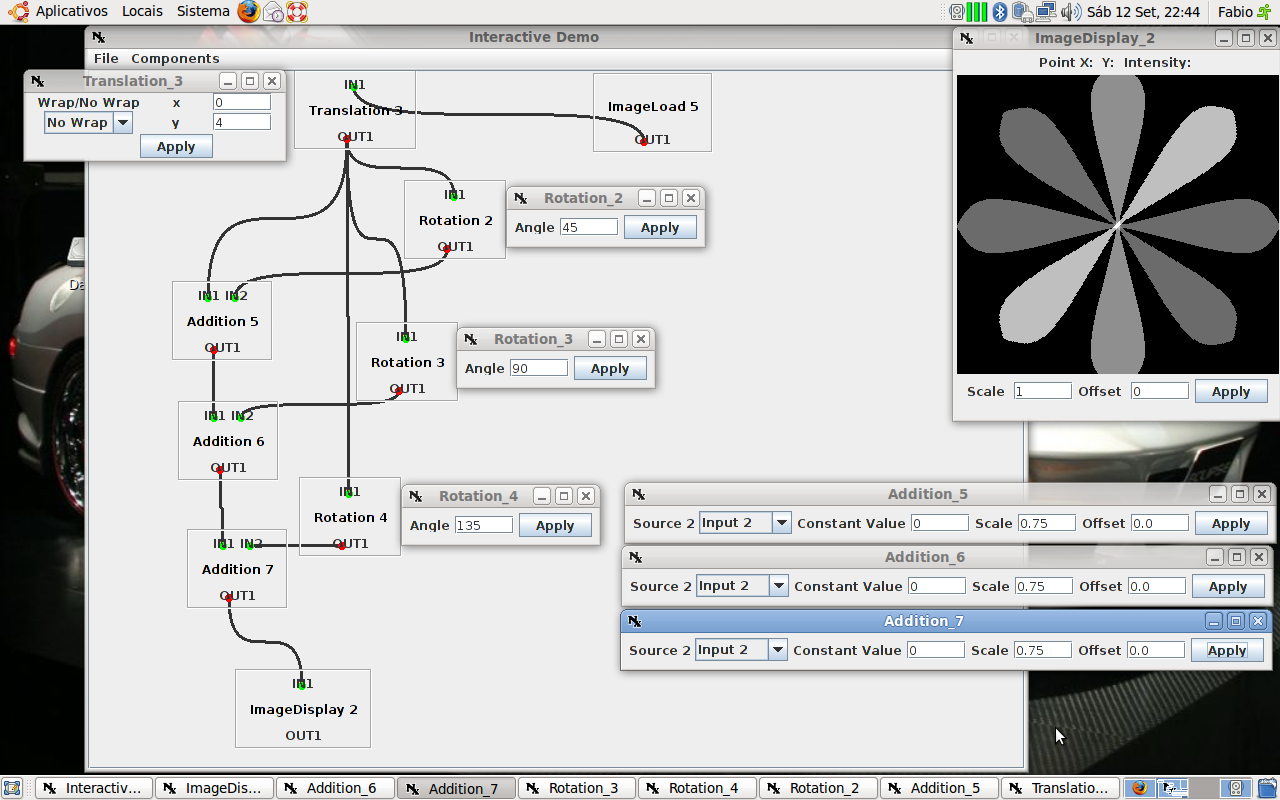 Aplicativos Locais Sistema Sáb 12 Set, 22:44 Fabio
Interactive Demo
File Components
Translation_3
Wrap/No Wrap x 0
No Wrap y 4
Apply
IN1
Translation 3
OUT1
ImageLoad 5
OUT1
ImageDisplay_2
Point X: Y: Intensity:
Scale 1 Offset 0 Apply
IN1
Rotation 2
OUT1
Rotation_2
Angle 45 Apply
IN1 IN2
Addition 5
OUT1
IN1
Rotation 3
OUT1
Rotation_3
Angle 90 Apply
IN1 IN2
Addition 6
OUT1
IN1
Rotation 4
OUT1
Rotation_4
Angle 135 Apply
IN1 IN2
Addition 7
OUT1
Addition_5
Source 2 Input 2 Constant Value 0 Scale 0.75 Offset 0.0 Apply
Addition_6
Source 2 Input 2 Constant Value 0 Scale 0.75 Offset 0.0 Apply
Addition_7
Source 2 Input 2 Constant Value 0 Scale 0.75 Offset 0.0 Apply
IN1
ImageDisplay 2
OUT1
Interactiv... ImageDis... Addition_6 Addition_7 Rotation_3 Rotation_4 Rotation_2 Addition_5 Translatio...